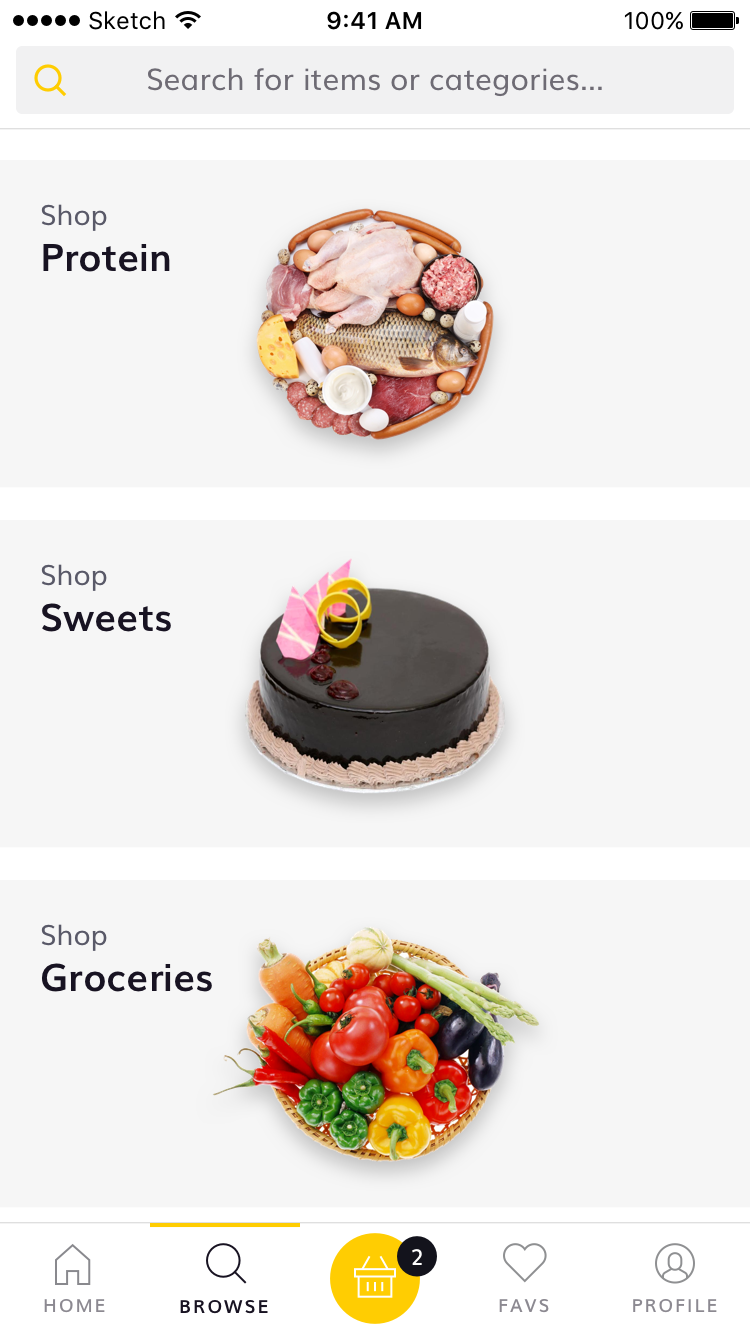 Sketch 9:41 AM 100%
Search for items or categories...
Shop
Protein
Shop
Sweets
Shop
Groceries
2
HOME BROWSE FAVS PROFILE